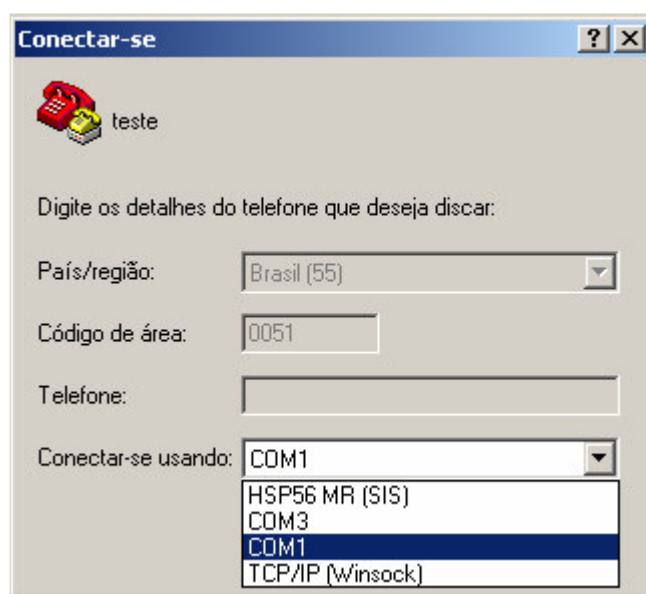 Conectar-se
teste
Digite os detalhes do telefone que deseja discar:
País/região: Brasil (55)
Código de área: 0051
Telefone:
Conectar-se usando: COM1
HSP56 MR (SIS)
COM3
COM1
TCP/IP (Winsock)